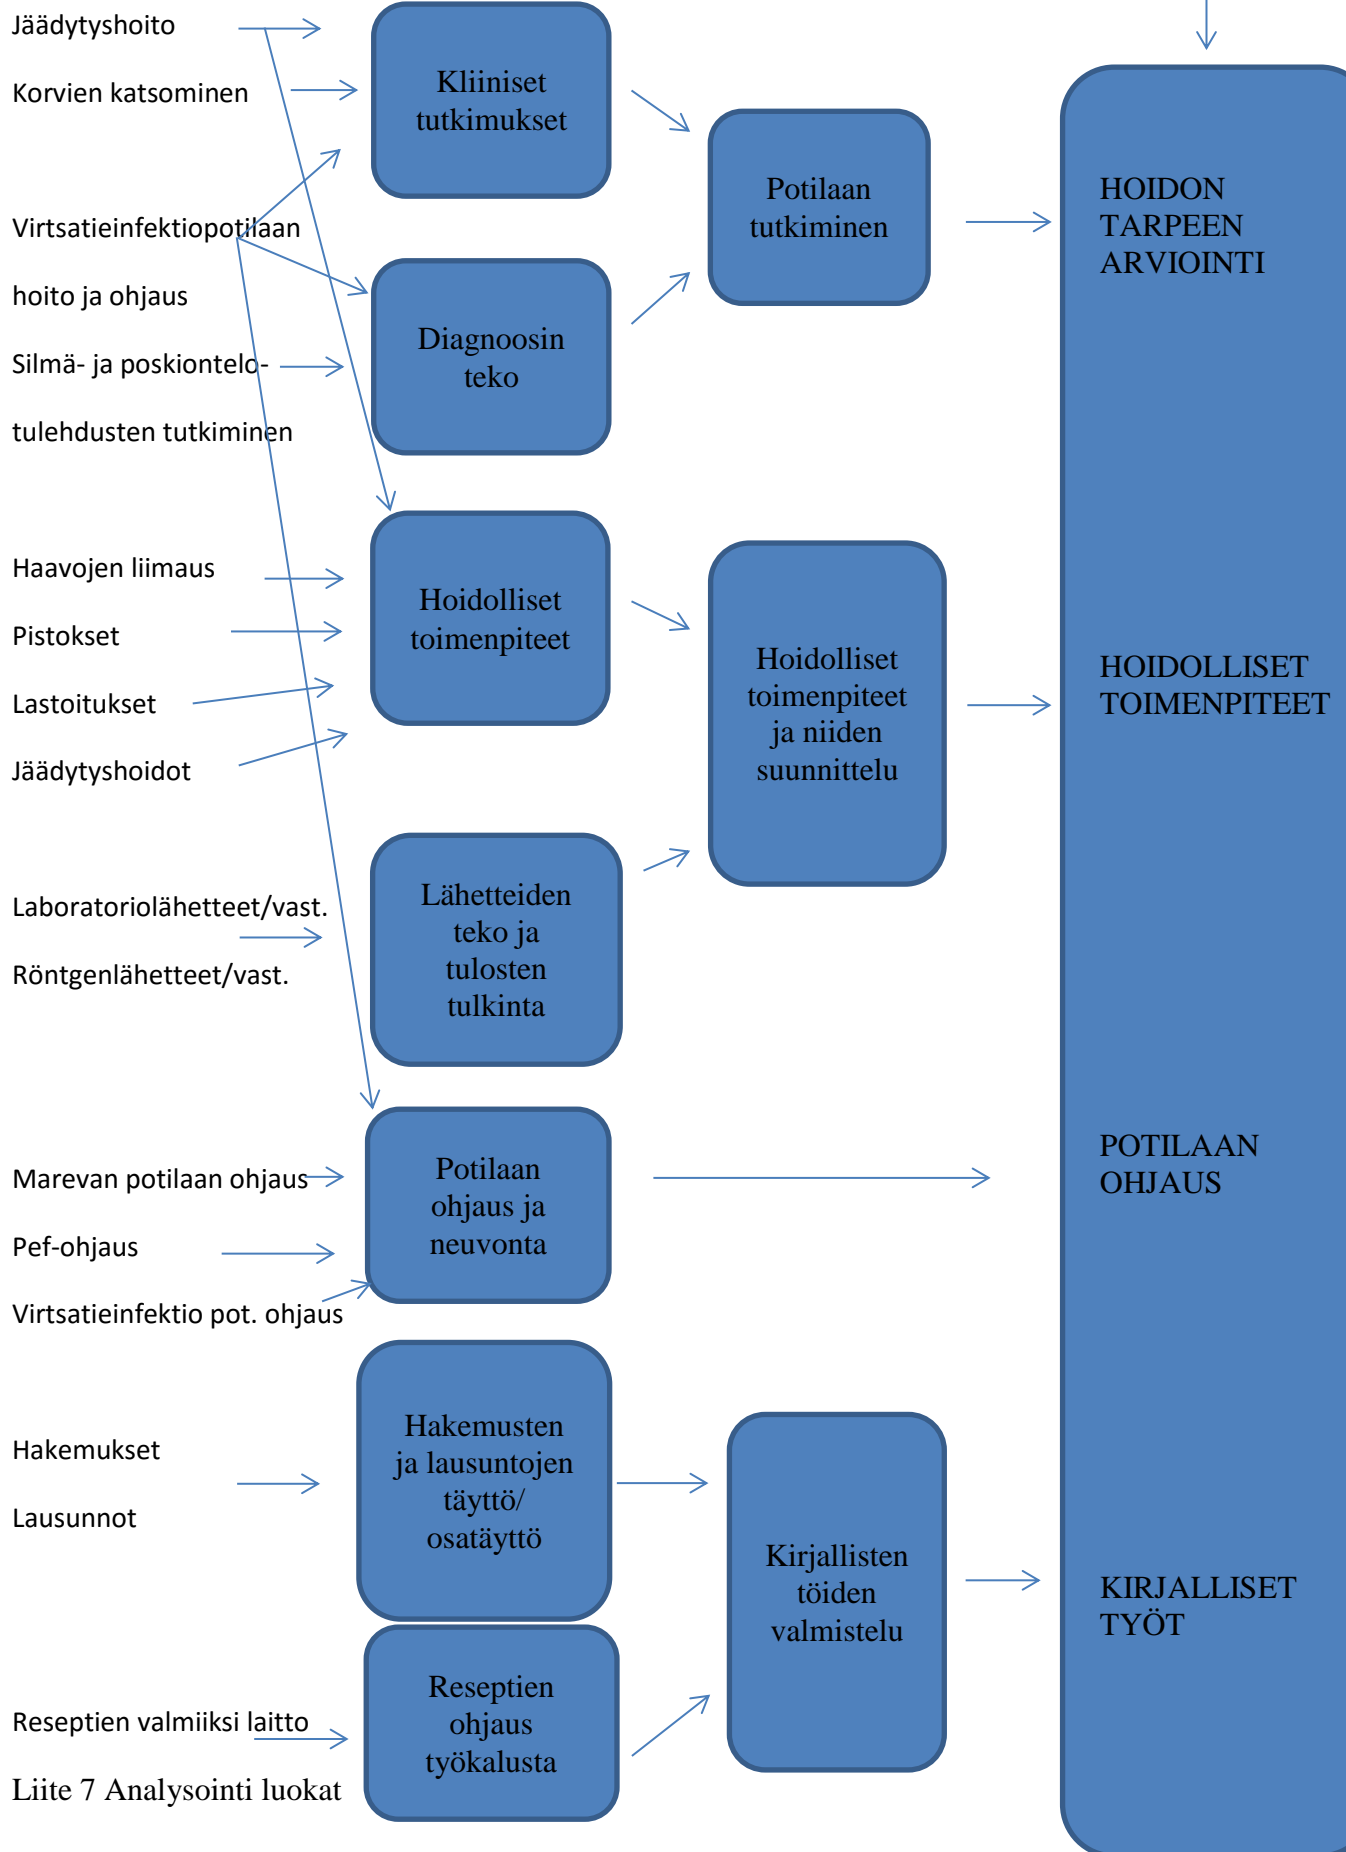 Jäädytyshoito
Korvien katsominen
Virtsatieinfektiopotilaan
hoito ja ohjaus
Silmä- ja poskiontelo-
tulehdusten tutkiminen
Haavojen liimaus
Pistokset
Lastoitukset
Jäädytyshoidot
Laboratoriolähetteet/vast.
Röntgenlähetteet/vast.
Marevan potilaan ohjaus
Pef-ohjaus
Virtsatieinfektio pot. ohjaus
Hakemukset
Lausunnot
Reseptien valmiiksi laitto
Kliiniset
tutkimukset
Diagnoosin
teko
Hoidolliset
toimenpiteet
Lähetteiden
teko ja
tulosten
tulkinta
Potilaan
ohjaus ja
neuvonta
Hakemusten
ja lausuntojen
täyttö/
osatäyttö
Reseptien
ohjaus
työkalusta
Potilaan
tutkiminen
Hoidolliset
toimenpiteet
ja niiden
suunnittelu
Kirjallisten
töiden
valmistelu
HOIDON
TARPEEN
ARVIOINTI
HOIDOLLISET
TOIMENPITEET
POTILAAN
OHJAUS
KIRJALLISET
TYÖT
Liite 7 Analysointi luokat